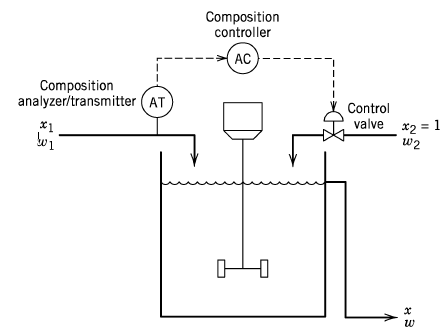 Composition
controller
AC
Composition
analyzer/transmitter
AT
Control
valve
x₁
w₁
x₂ = 1
w₂
x
w